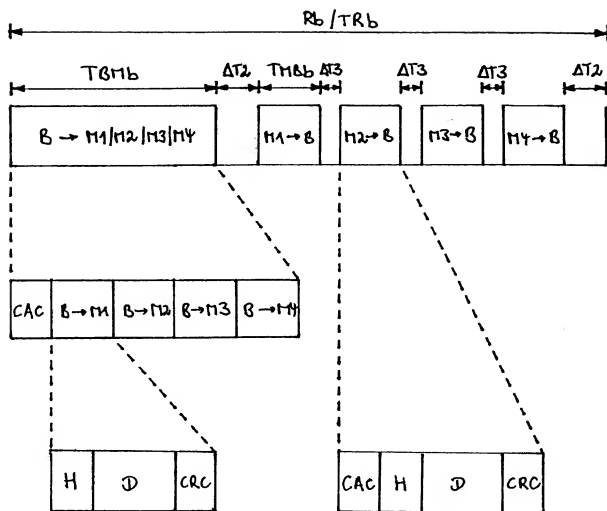 Rb/TRb
TBMb ΔT2 TMBb ΔT3 ΔT3 ΔT3 ΔT2
B → M1/M2/M3/M4 M1→B M2→B M3→B M4→B
CAC B→M1 B→M2 B→M3 B→M4
H D CRC CAC H D CRC